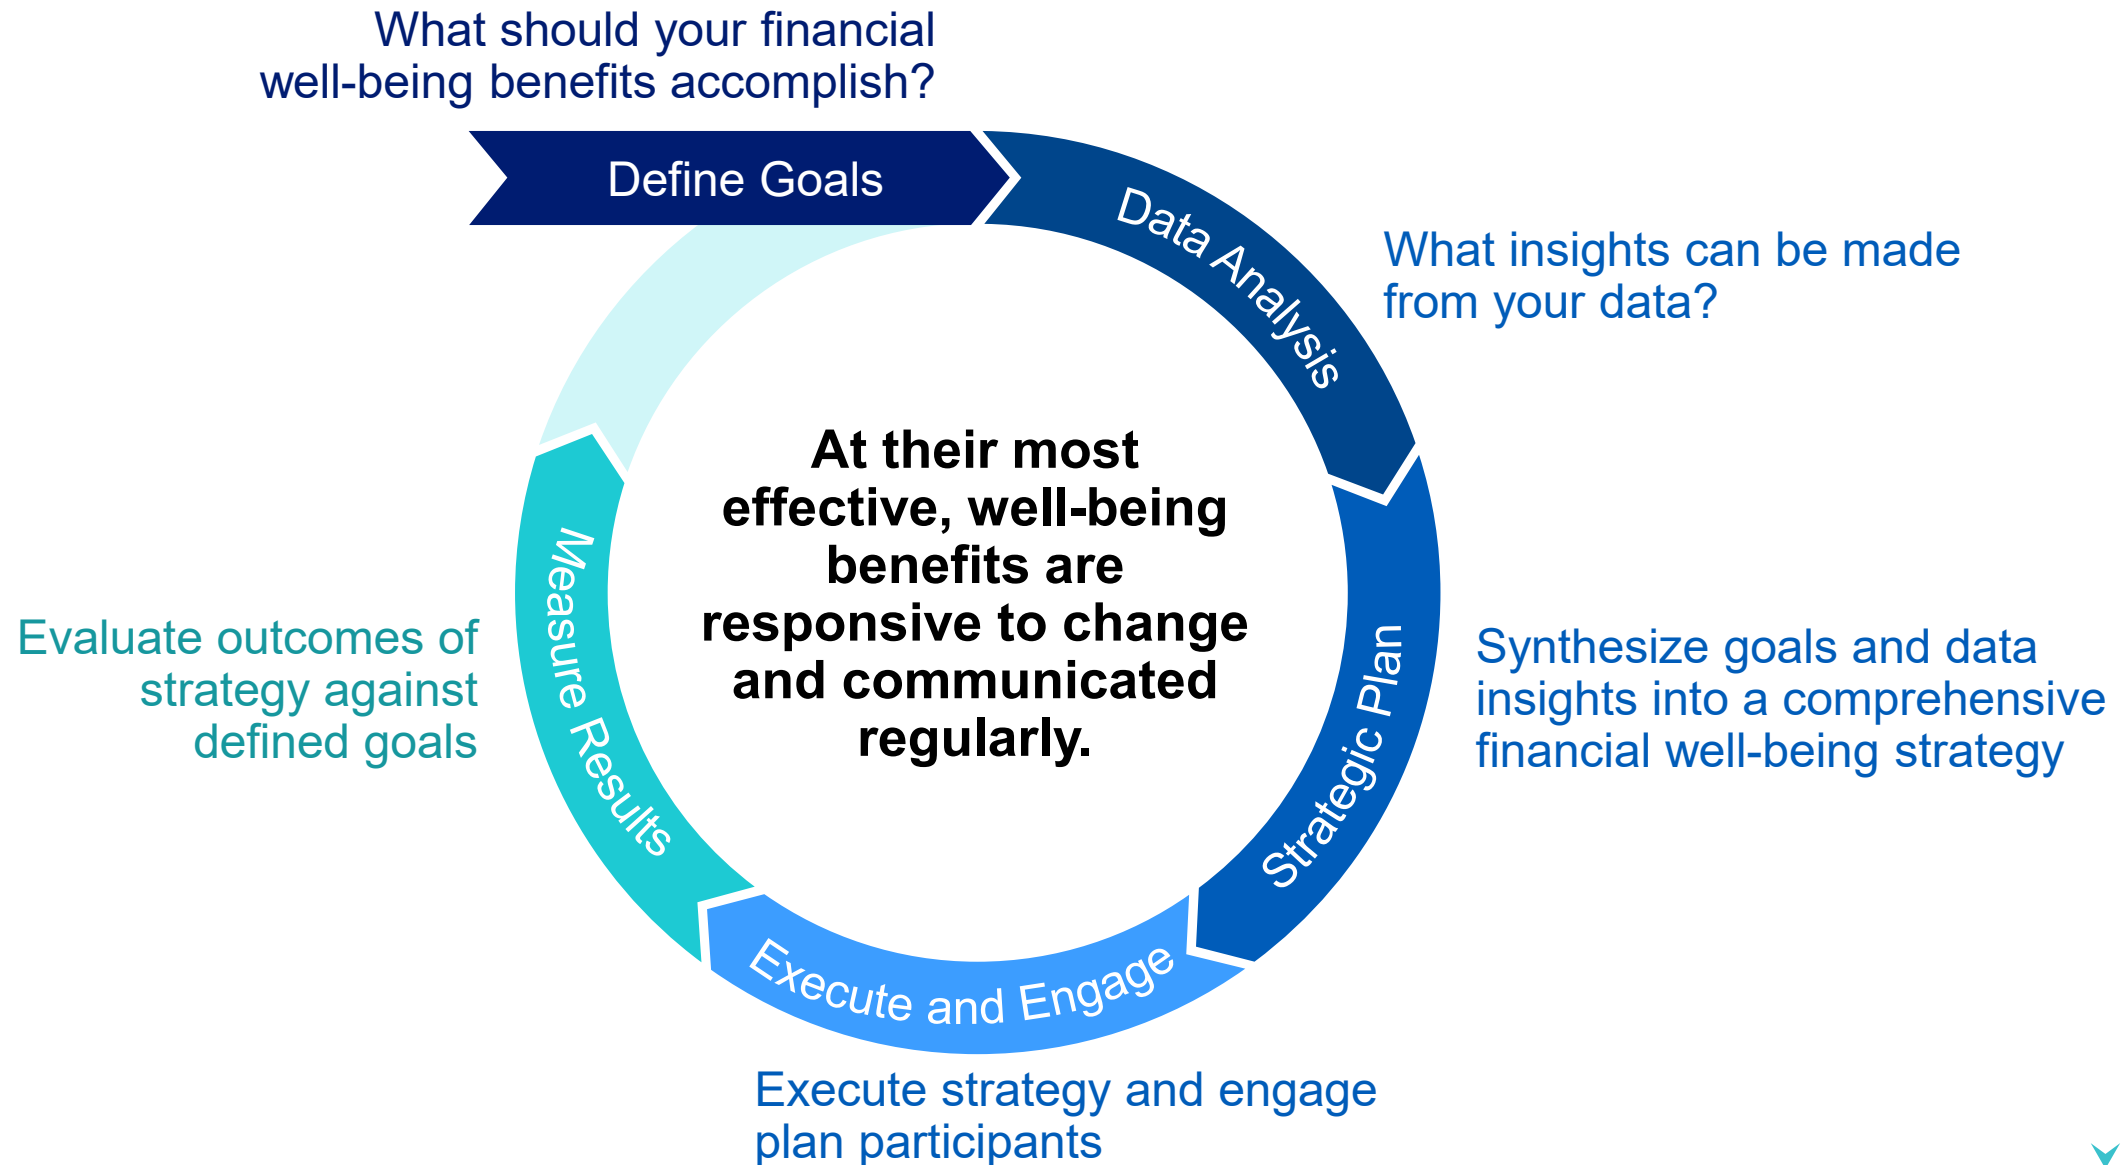 What should your financial
well-being benefits accomplish?
Define Goals
Data Analysis
What insights can be made
from your data?
Strategic Plan
Synthesize goals and data
insights into a comprehensive
financial well-being strategy
Execute and Engage
Execute strategy and engage
plan participants
Measure Results
Evaluate outcomes of
strategy against
defined goals
At their most
effective, well-being
benefits are
responsive to change
and communicated
regularly.